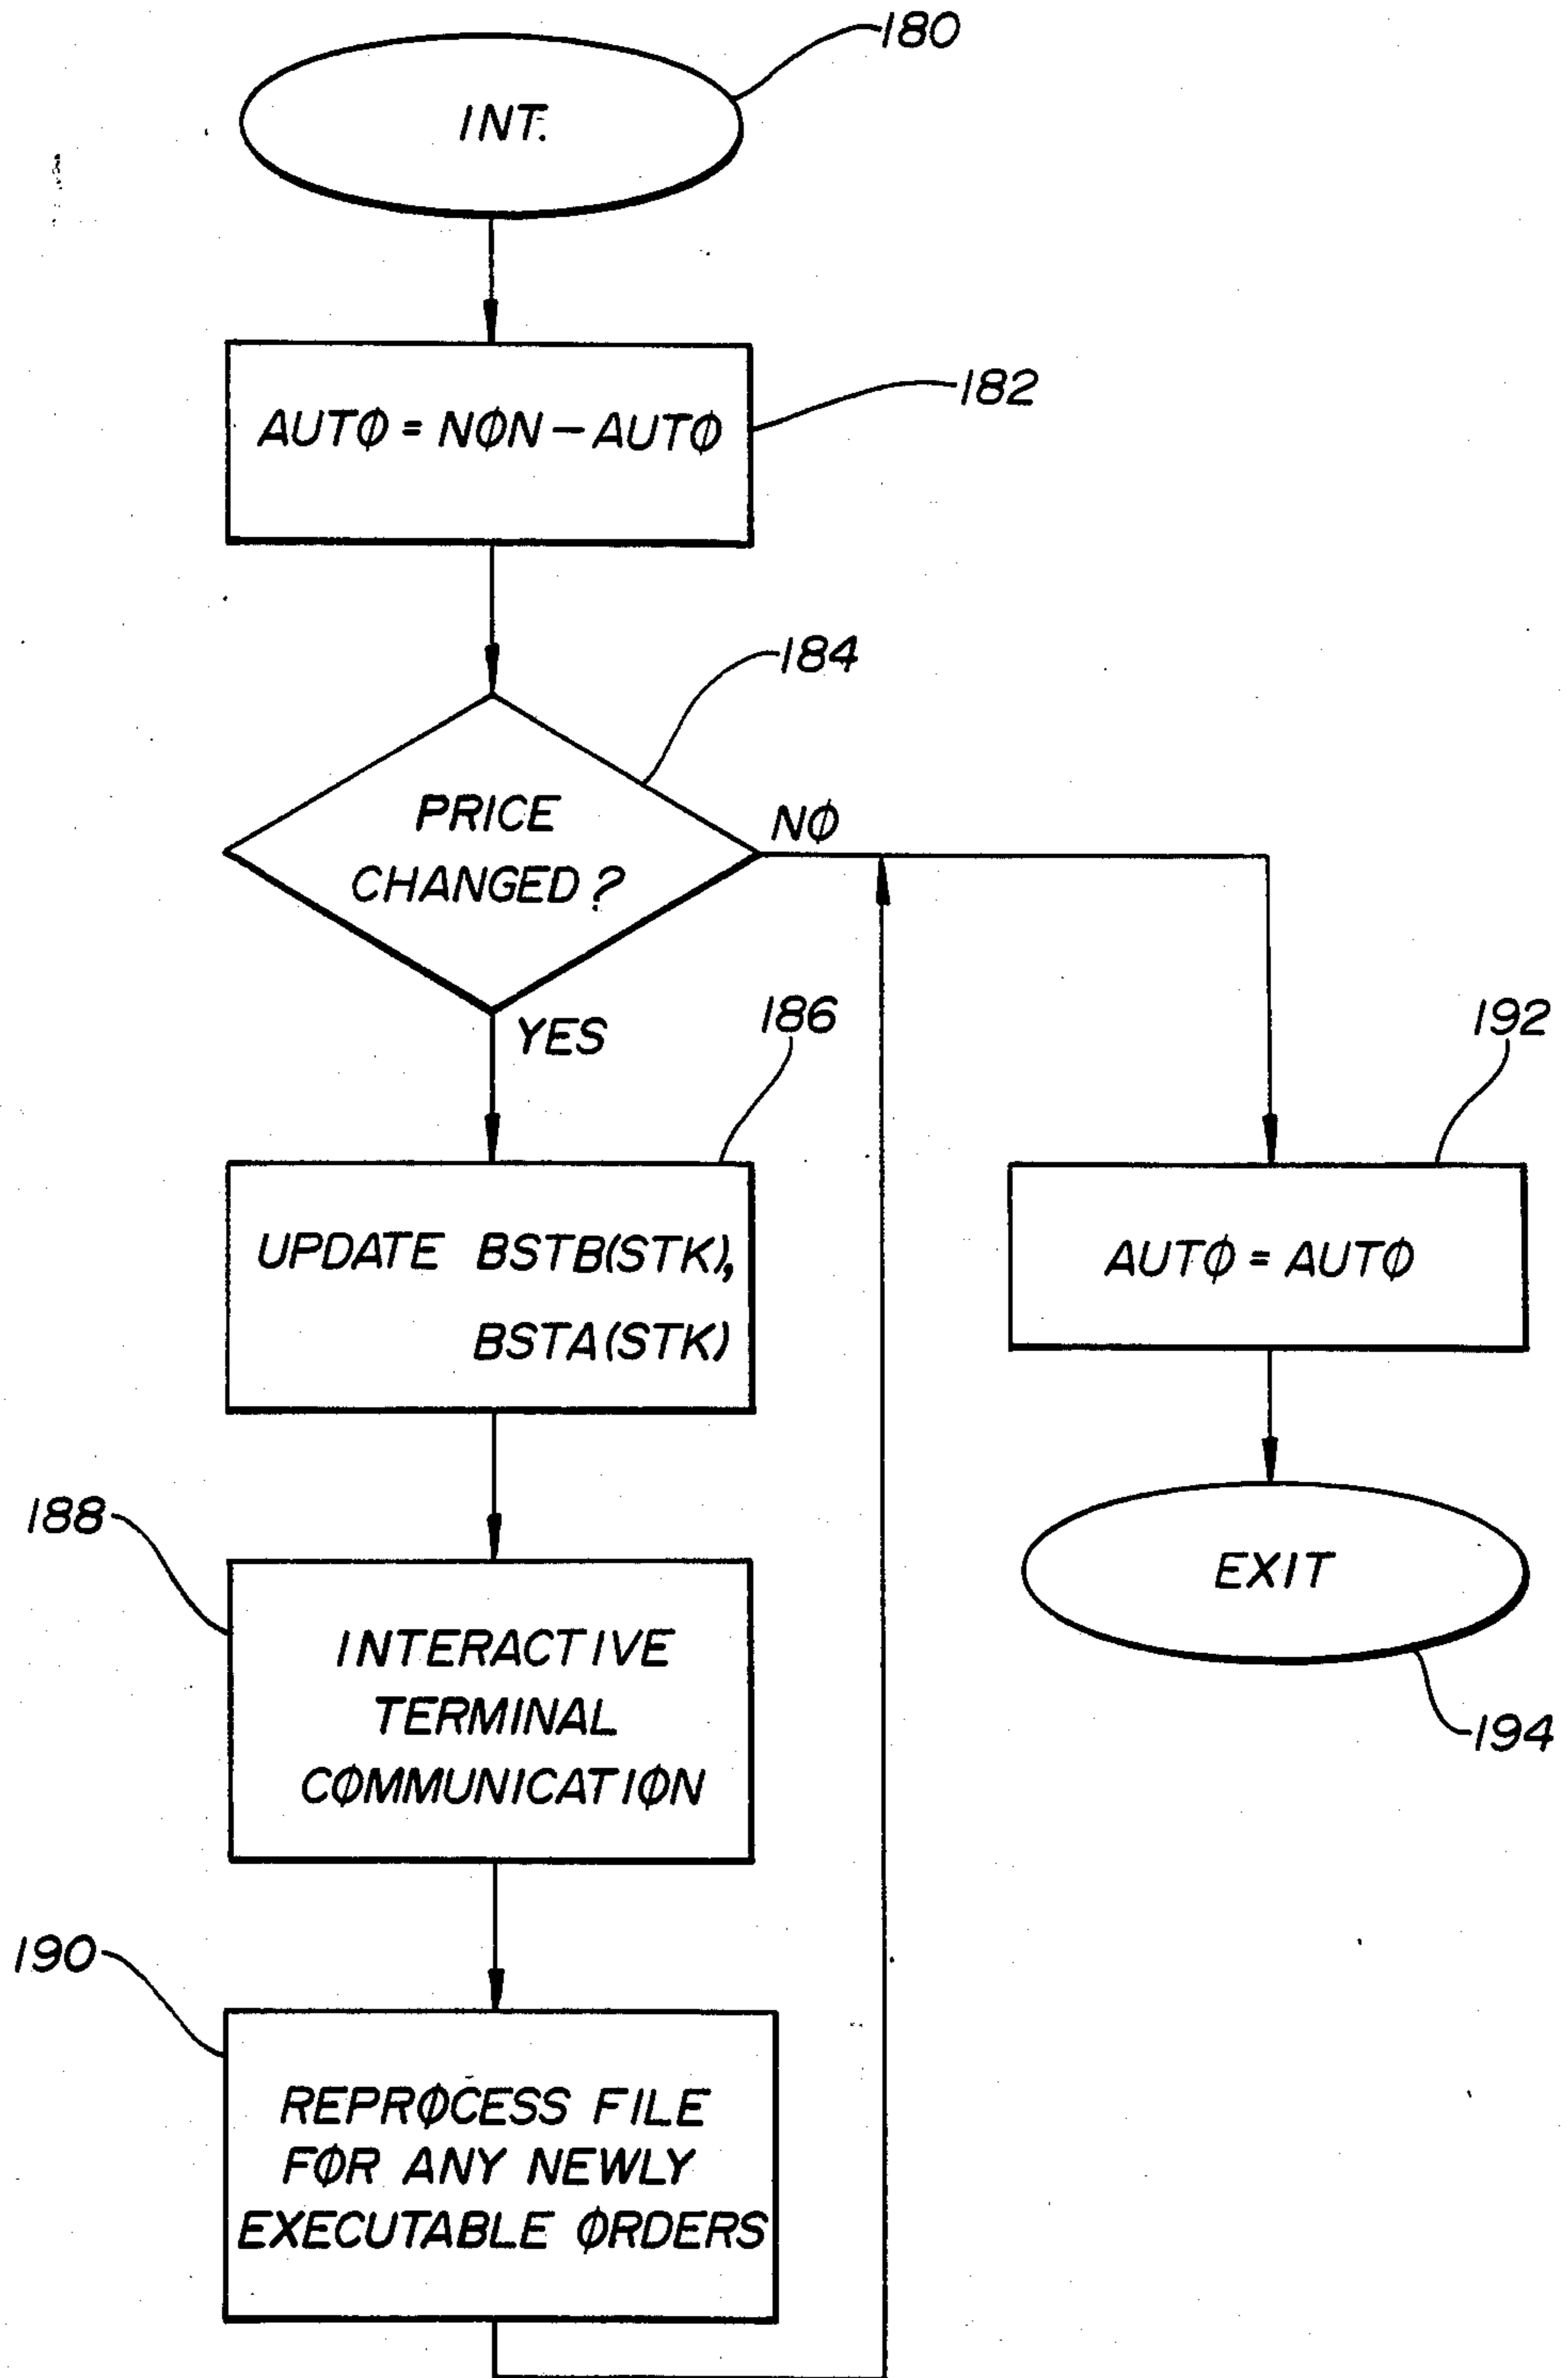 180
INT.
182
AUTØ = NØN - AUTØ
184
PRICE
CHANGED?
NØ
YES
186
UPDATE BSTB(STK),
BSTA(STK)
192
AUTØ = AUTØ
188
INTERACTIVE
TERMINAL
CØMMUNICATIØN
EXIT
194
190
REPRØCESS FILE
FØR ANY NEWLY
EXECUTABLE ØRDERS